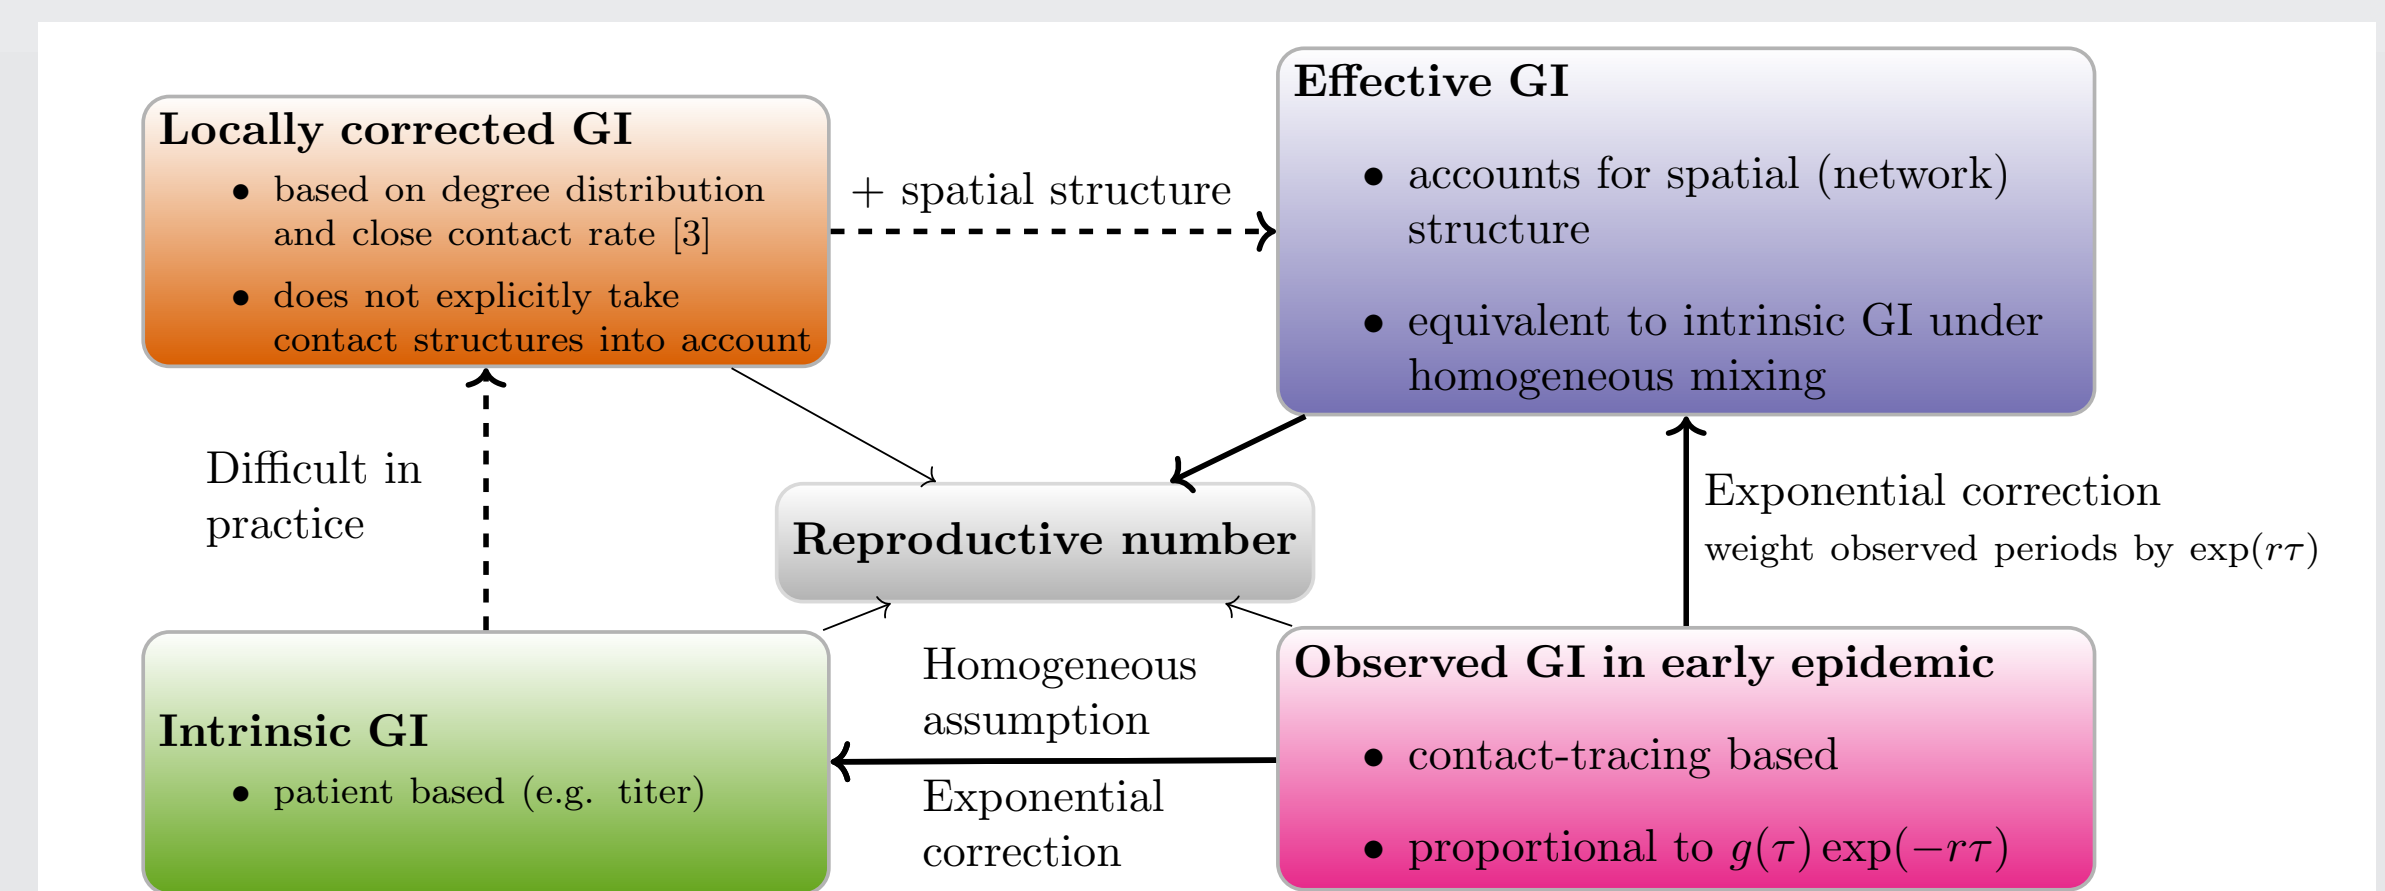 Locally corrected GI
• based on degree distribution
and close contact rate [3]
• does not explicitly take
contact structures into account
+ spatial structure
Effective GI
• accounts for spatial (network)
structure
• equivalent to intrinsic GI under
homogeneous mixing
Difficult in
practice
Reproductive number
Exponential correction
weight observed periods by exp(rτ)
Intrinsic GI
• patient based (e.g. titer)
Homogeneous
assumption
Exponential
correction
Observed GI in early epidemic
• contact-tracing based
• proportional to g(τ) exp(−rτ)